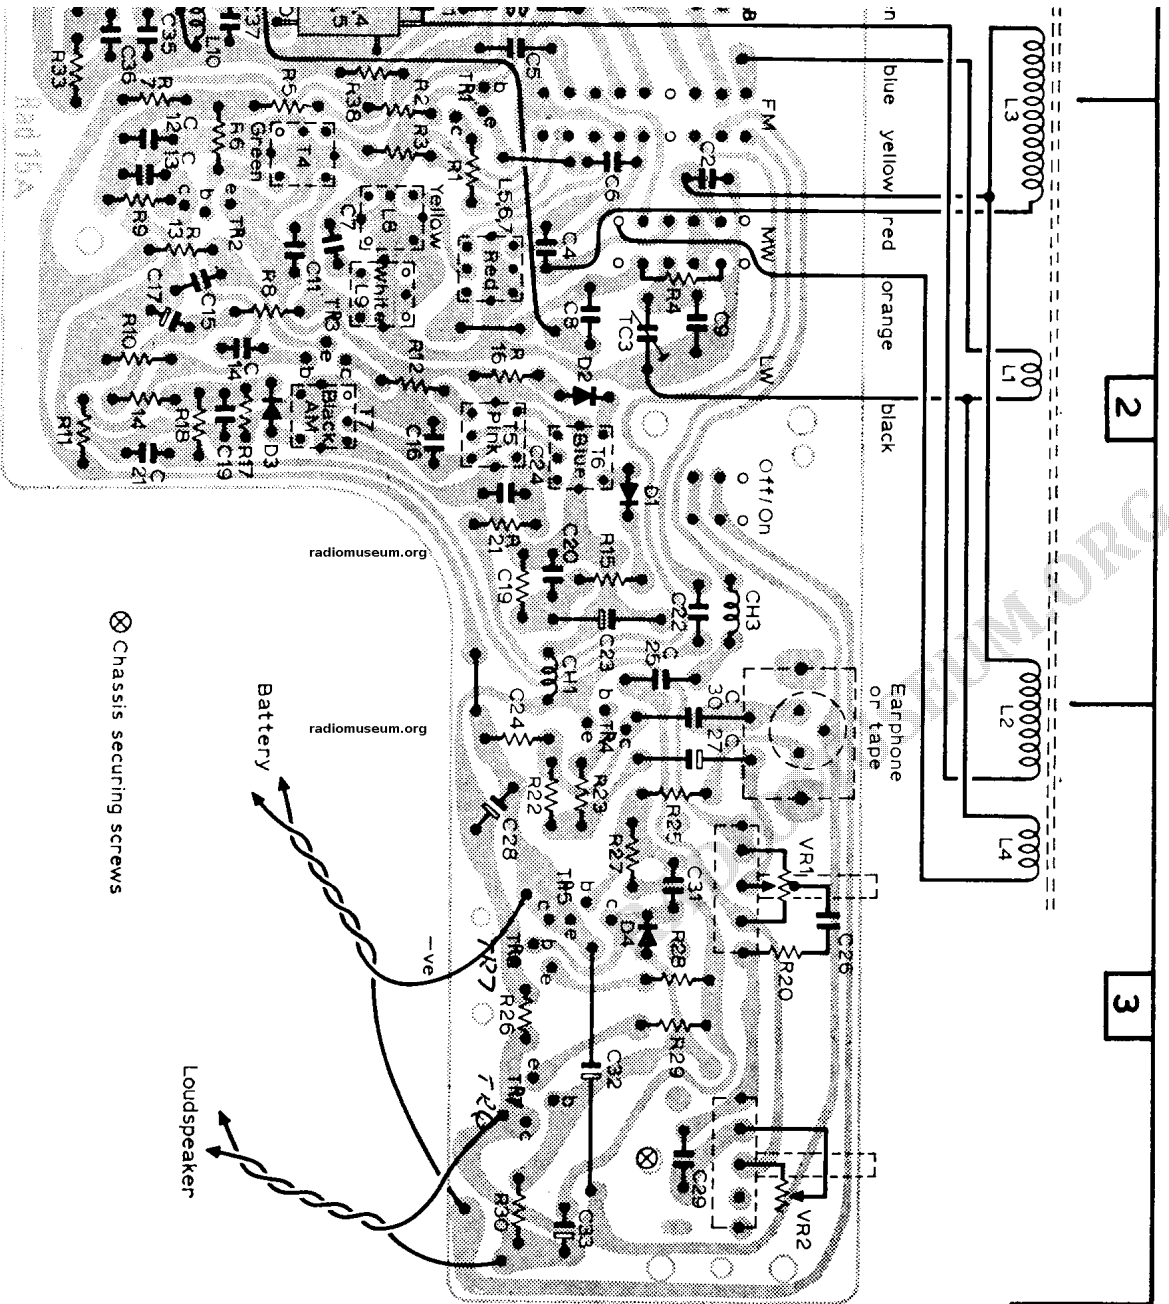 R33
C36
C35
L10
C37
R7
R5
R38
R2
TR1
b
e
c
C5
FM
blue
yellow
red
orange
black
L3
C12
C13
R6
Green
T4
R3
R1
L5,6,7
C6
C2
MW
R9
c
b
e
TR2
R13
C7
L8
Yellow
C4
Rad 15A
C17
C15
R8
C11
TR3
White
L9
Red
C8
TC3
R4
C9
LW
R10
C14
e
b
c
R12
R16
D2
L1
2
R11
R14
R18
C19
R17
D3
Black
AM
T7
C16
T5
Pink
C24
T6
Blue
D1
Off/On
C21
R21
C20
C19
R15
radiomuseum.org
C22
CH3
C23
C25
CH1
C30
C27
Earphone
or tape
L2
C24
b
TR4
e
c
radiomuseum.org
Chassis securing screws
Battery
R22
R23
C28
R25
R27
VR1
L4
C31
TR5
b
c
e
D4
C26
R20
−ve
TR7
b
e
R28
R26
R29
3
C32
e
TR6
b
c
C29
VR2
Loudspeaker
R30
C33